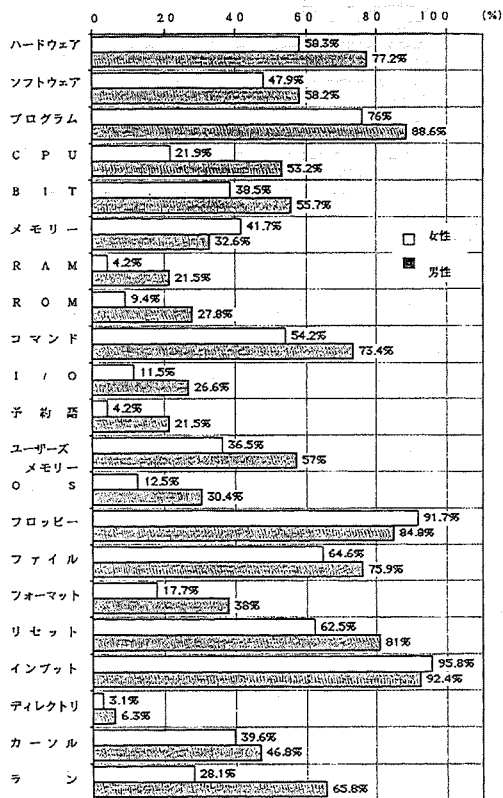 0 20 40 60 80 100 (%)
ハードウェア 58.3%
77.2%
ソフトウェア 47.9%
58.2%
プログラム 76%
88.6%
CPU 21.9%
53.2%
BIT 38.5%
55.7%
メモリー 41.7%
32.6%
RAM 4.2%
21.5%
ROM 9.4%
27.8%
コマンド 54.2%
73.4%
I/O 11.5%
26.6%
予約語 4.2%
21.5%
ユーザーズ 36.5%
メモリー 57%
OS 12.5%
30.4%
フロッピー 91.7%
84.8%
ファイル 64.6%
75.9%
フォーマット 17.7%
38%
リセット 62.5%
81%
インプット 95.8%
92.4%
ディレクトリ 3.1%
6.3%
カーソル 39.6%
46.8%
ラン 28.1%
65.8%
女性
男性